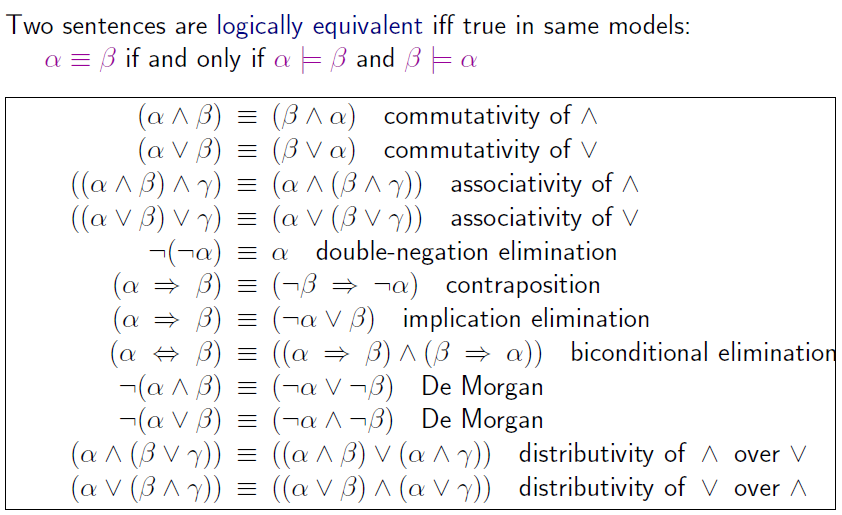 Two sentences are logically equivalent iff true in same models:
α ≡ β if and only if α ⊨ β and β ⊨ α
(α ∧ β) ≡ (β ∧ α) commutativity of ∧
(α ∨ β) ≡ (β ∨ α) commutativity of ∨
((α ∧ β) ∧ γ) ≡ (α ∧ (β ∧ γ)) associativity of ∧
((α ∨ β) ∨ γ) ≡ (α ∨ (β ∨ γ)) associativity of ∨
¬(¬α) ≡ α double-negation elimination
(α ⇒ β) ≡ (¬β ⇒ ¬α) contraposition
(α ⇒ β) ≡ (¬α ∨ β) implication elimination
(α ⇔ β) ≡ ((α ⇒ β) ∧ (β ⇒ α)) biconditional elimination
¬(α ∧ β) ≡ (¬α ∨ ¬β) De Morgan
¬(α ∨ β) ≡ (¬α ∧ ¬β) De Morgan
(α ∧ (β ∨ γ)) ≡ ((α ∧ β) ∨ (α ∧ γ)) distributivity of ∧ over ∨
(α ∨ (β ∧ γ)) ≡ ((α ∨ β) ∧ (α ∨ γ)) distributivity of ∨ over ∧